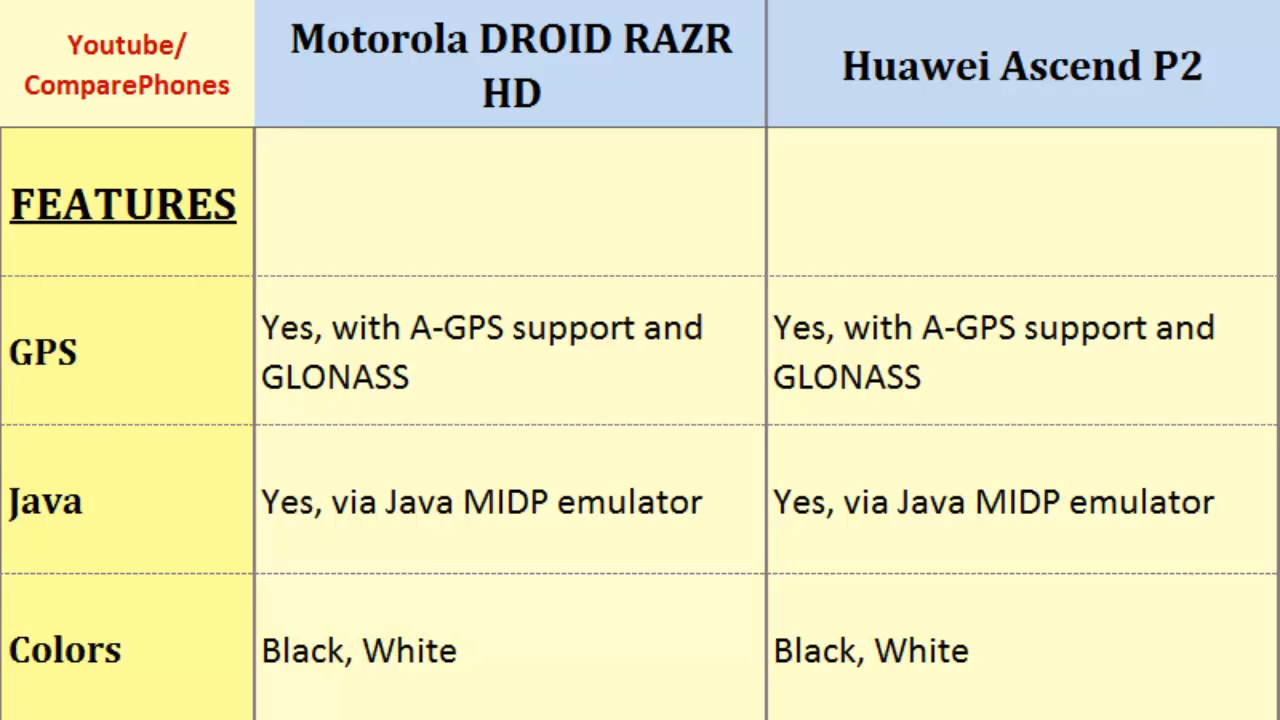 Youtube/
ComparePhones
Motorola DROID RAZR
HD
Huawei Ascend P2
FEATURES
GPS
Yes, with A-GPS support and
GLONASS
Yes, with A-GPS support and
GLONASS
Java
Yes, via Java MIDP emulator
Yes, via Java MIDP emulator
Colors
Black, White
Black, White